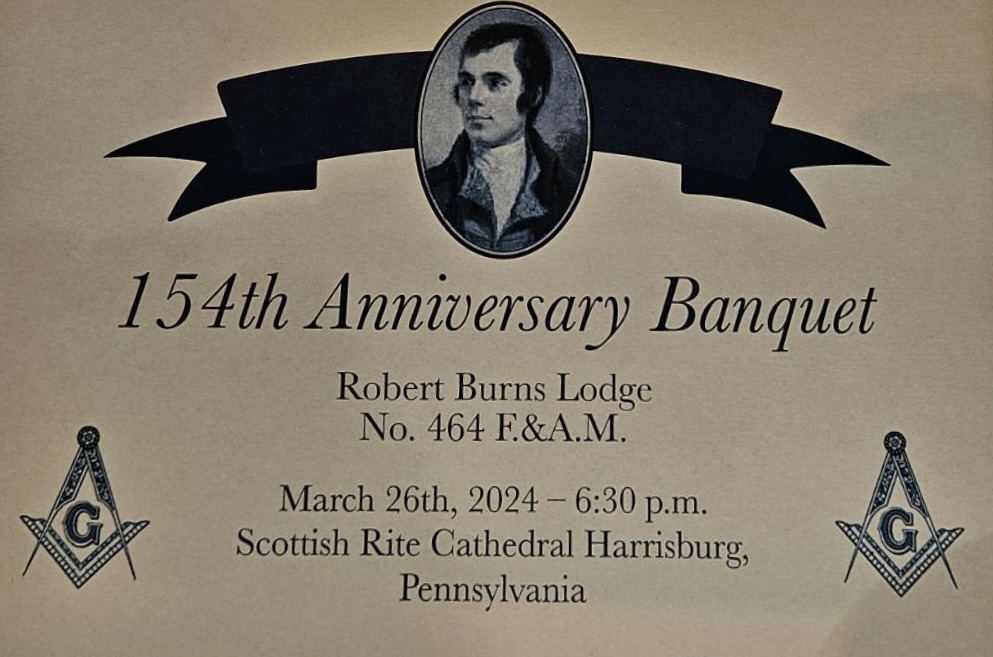 154th Anniversary Banquet
Robert Burns Lodge
No. 464 F.&A.M.
March 26th, 2024 – 6:30 p.m.
Scottish Rite Cathedral Harrisburg,
Pennsylvania
G
G